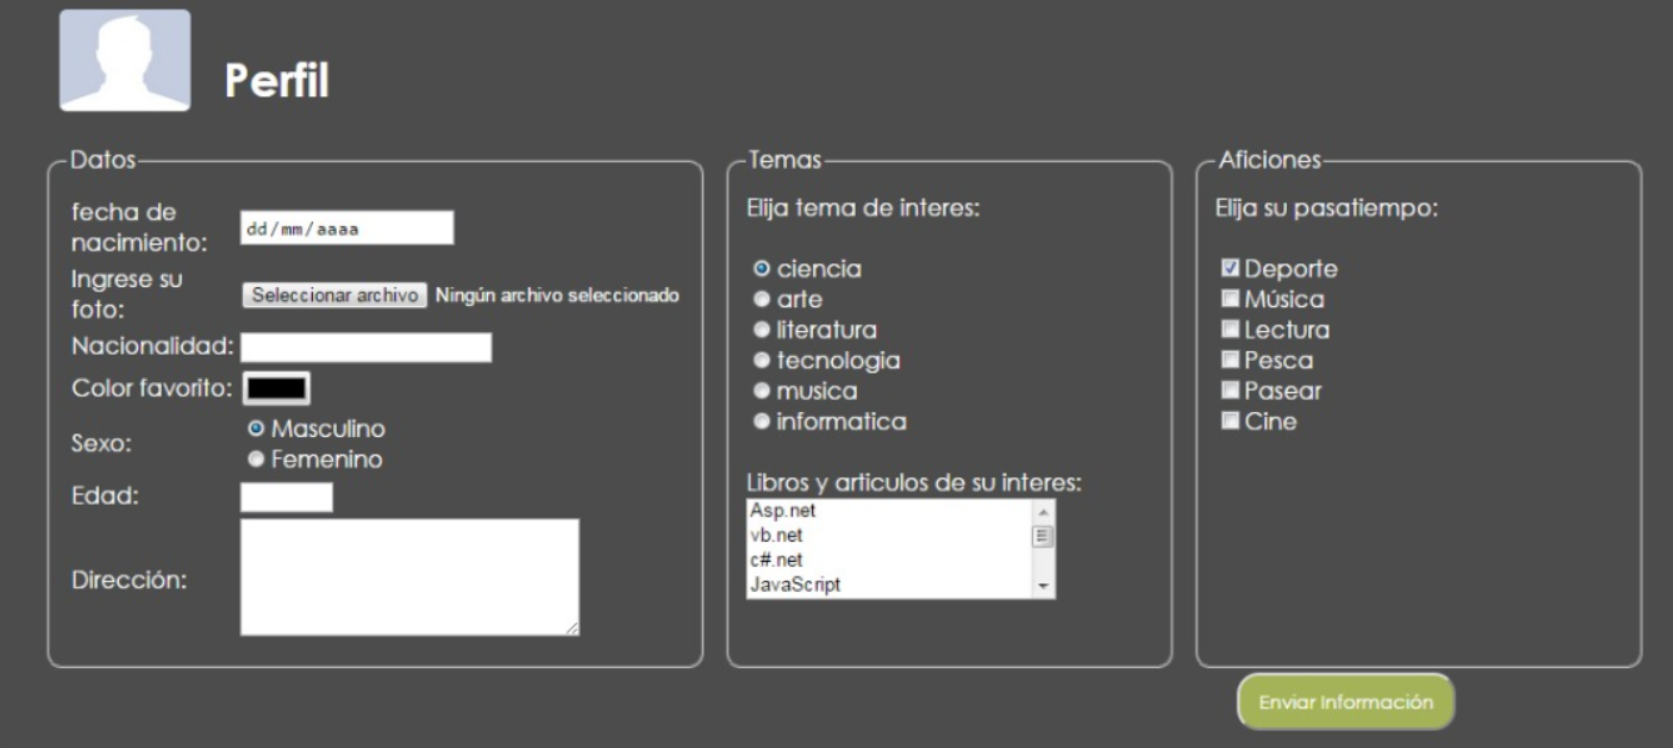 Perfil
Datos
fecha de
nacimiento:
dd/mm/aaaa
Ingrese su
foto:
Seleccionar archivo Ningún archivo seleccionado
Nacionalidad:
Color favorito:
Sexo:
Masculino
Femenino
Edad:
Dirección:
Temas
Elija tema de interes:
ciencia
arte
literatura
tecnologia
musica
informatica
Libros y articulos de su interes:
Asp.net
vb.net
c#.net
JavaScript
Aficiones
Elija su pasatiempo:
Deporte
Música
Lectura
Pesca
Pasear
Cine
Enviar Información